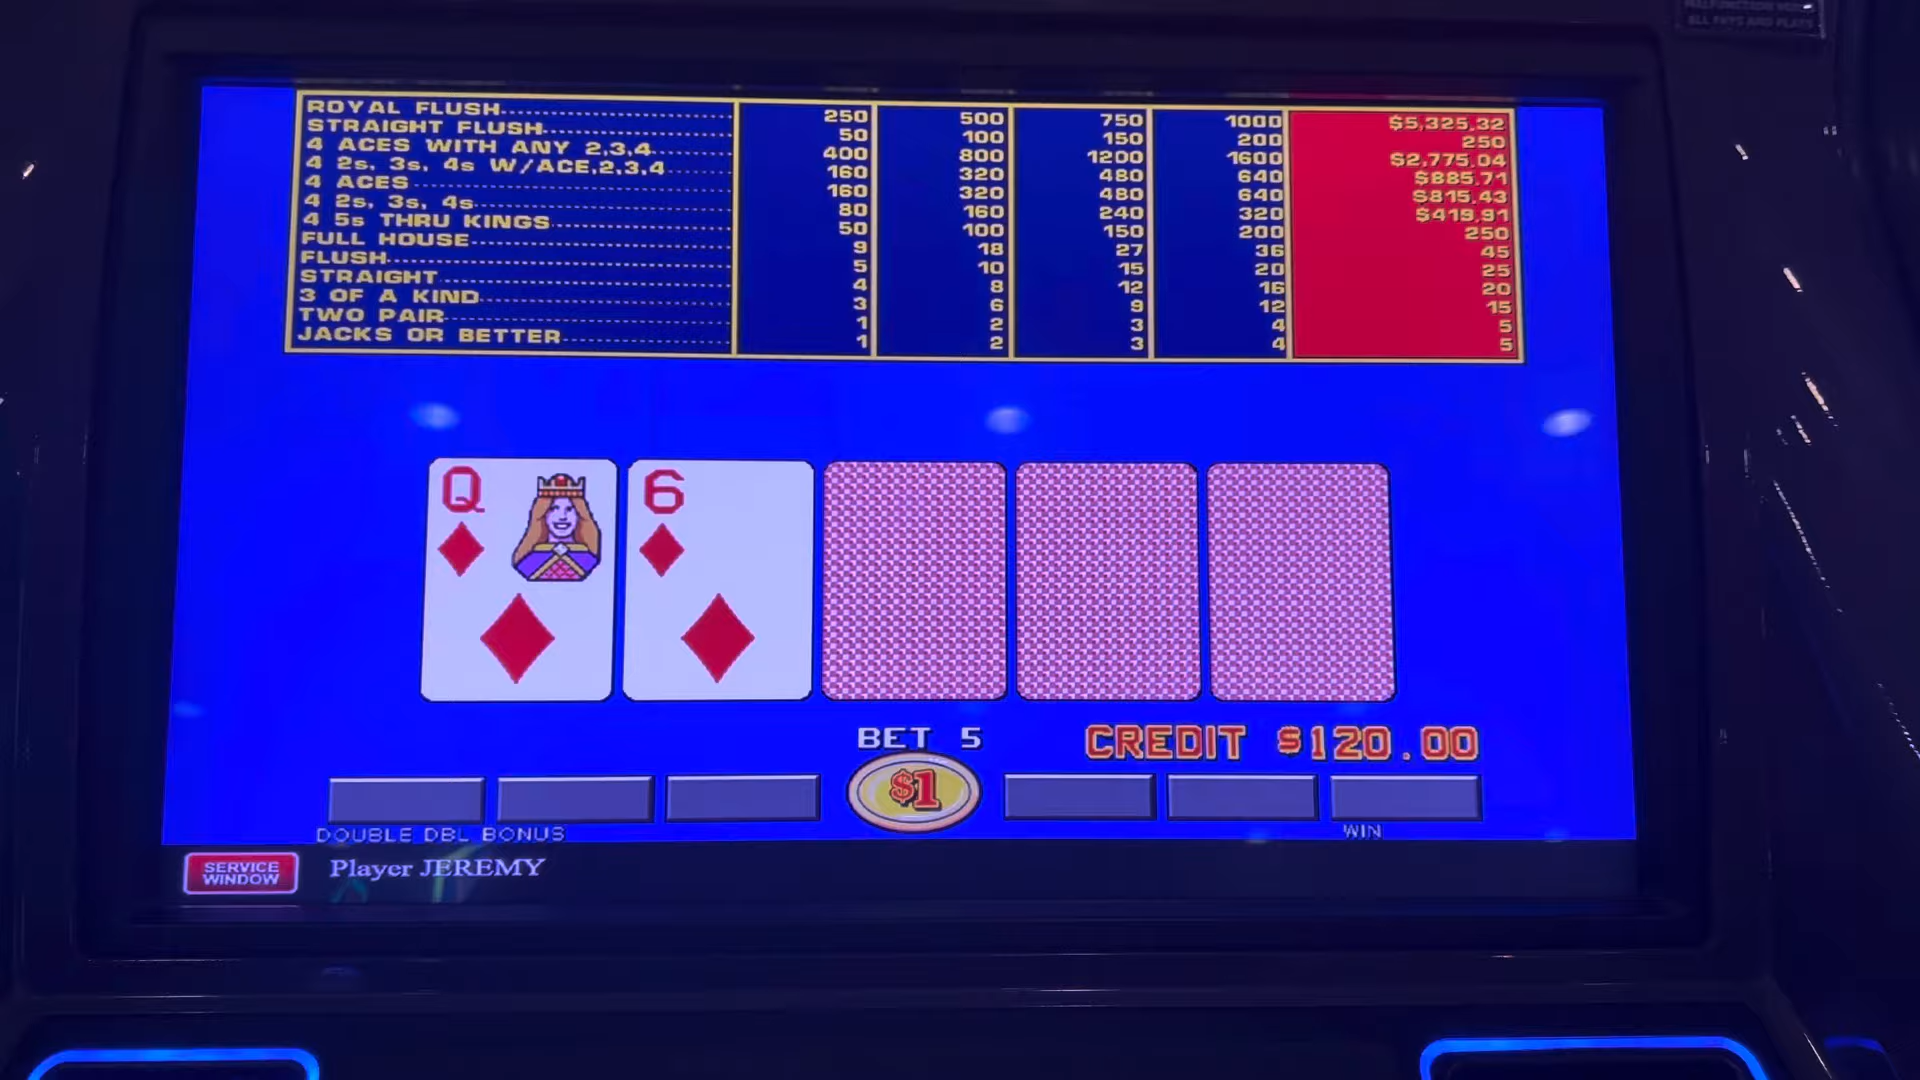 MALFUNCTION VOIDS
ALL PAYS AND PLAYS
ROYAL FLUSH 250 500 750 1000 $5,325.32
STRAIGHT FLUSH 50 100 150 200 250
4 ACES WITH ANY 2,3,4 400 800 1200 1600 $2,775.04
4 2s, 3s, 4s W/ACE,2,3,4 160 320 480 640 $885.71
4 ACES 160 320 480 640 $815.43
4 2s, 3s, 4s 80 160 240 320 $419.91
4 5s THRU KINGS 50 100 150 200 250
FULL HOUSE 9 18 27 36 45
FLUSH 5 10 15 20 25
STRAIGHT 4 8 12 16 20
3 OF A KIND 3 6 9 12 15
TWO PAIR 1 2 3 4 5
JACKS OR BETTER 1 2 3 4 5
Q 6
BET 5 CREDIT $120.00
$1
DOUBLE DBL BONUS WIN
SERVICE
WINDOW
Player JEREMY